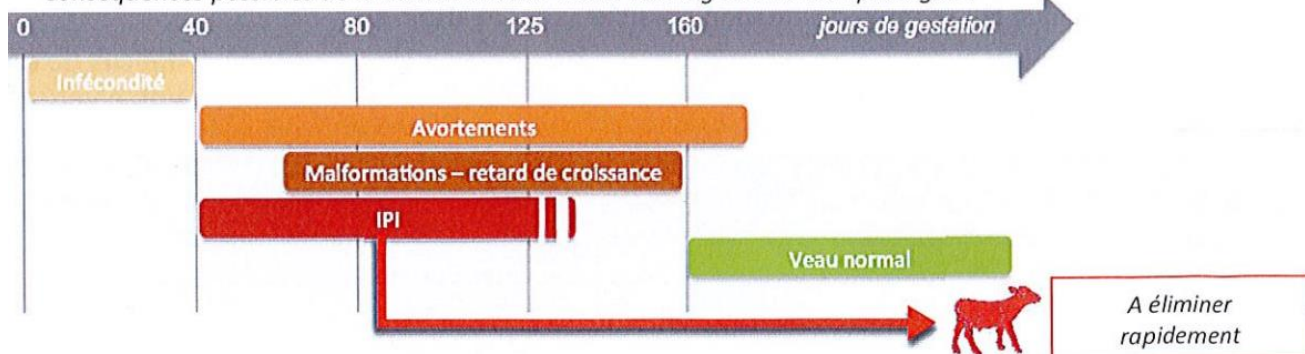 0 40 80 125 160 jours de gestation
Infécondité
Avortements
Malformations – retard de croissance
IPI
Veau normal
A éliminer
rapidement